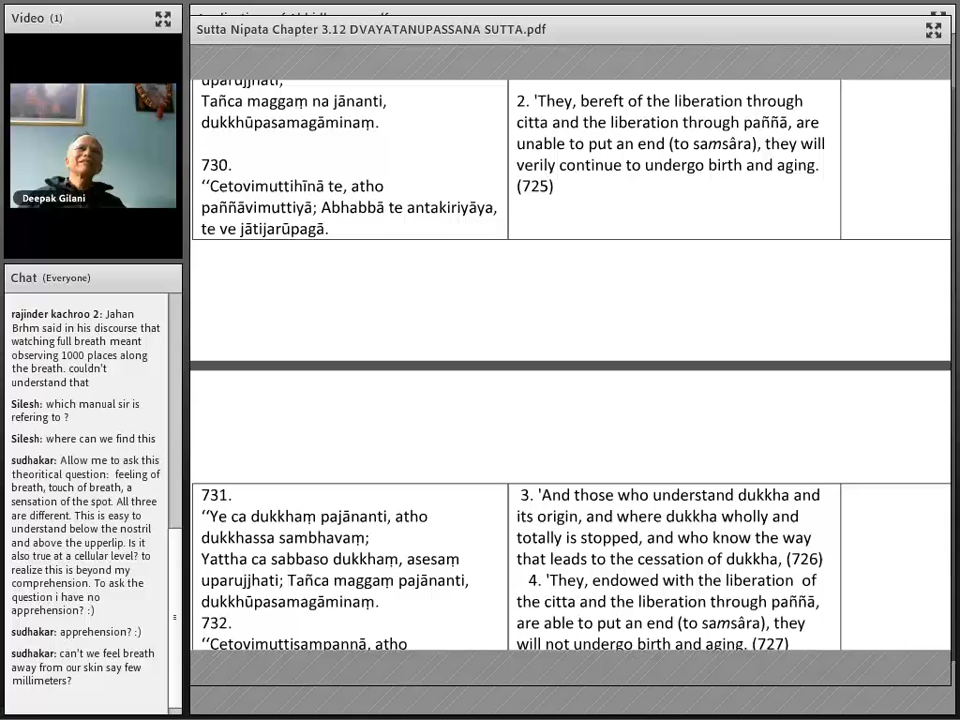 Video (1)
Deepak Gilani
Chat (Everyone)
rajinder kachroo 2: Jahan
Brhm said in his discourse that
watching full breath meant
observing 1000 places along
the breath. couldn't
understand that
Silesh: which manual sir is
refering to ?
Silesh: where can we find this
sudhakar: Allow me to ask this
theoritical question: feeling of
breath, touch of breath, a
sensation of the spot. All three
are different. This is easy to
understand below the nostril
and above the upperlip. Is it
also true at a cellular level? to
realize this is beyond my
comprehension. To ask the
question i have no
apprehension? :)
sudhakar: apprehension? :)
sudhakar: can't we feel breath
away from our skin say few
millimeters?
Sutta Nipata Chapter 3.12 DVAYATANUPASSANA SUTTA.pdf
uparujjhati;
Tañca maggaṃ na jānanti,
dukkhūpasamagāminaṃ.
730.
‘‘Cetovimuttihīnā te, atho
paññāvimuttiyā; Abhabbā te antakiriyāya,
te ve jātijarūpagā.
2. 'They, bereft of the liberation through
citta and the liberation through paññā, are
unable to put an end (to samsâra), they will
verily continue to undergo birth and aging.
(725)
731.
‘‘Ye ca dukkhaṃ pajānanti, atho
dukkhassa sambhavaṃ;
Yattha ca sabbaso dukkhaṃ, asesaṃ
uparujjhati; Tañca maggaṃ pajānanti,
dukkhūpasamagāminaṃ.
732.
‘‘Cetovimuttisampannā, atho
3. 'And those who understand dukkha and
its origin, and where dukkha wholly and
totally is stopped, and who know the way
that leads to the cessation of dukkha, (726)
4. 'They, endowed with the liberation of
the citta and the liberation through paññā,
are able to put an end (to samsâra), they
will not undergo birth and aging. (727)